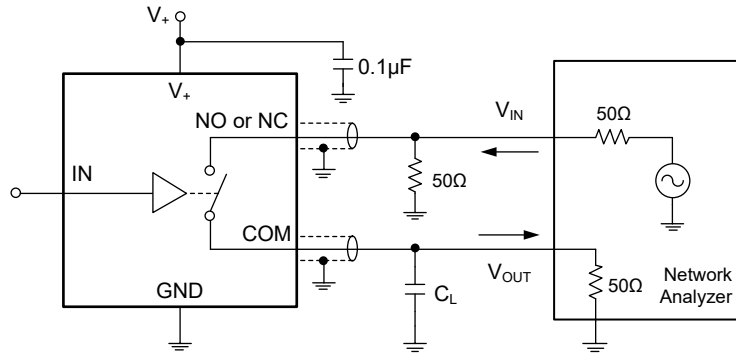 V+
0.1µF
V+
NO or NC
VIN
50Ω
50Ω
IN
COM
VOUT
GND
CL
50Ω
Network
Analyzer